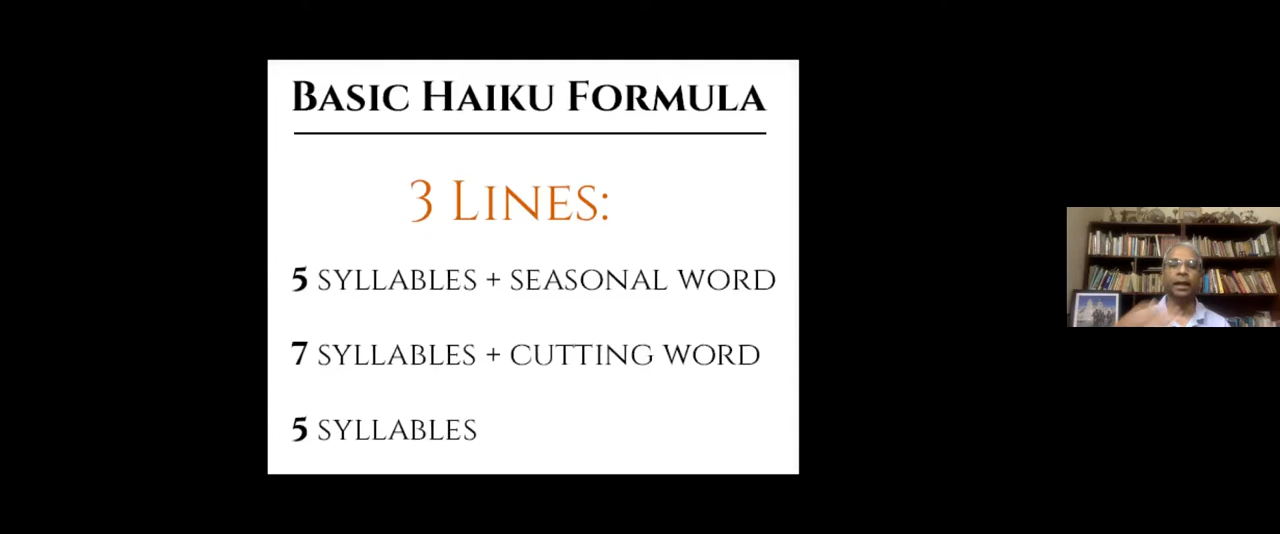 Basic Haiku Formula
3 Lines:
5 syllables + seasonal word
7 syllables + cutting word
5 syllables